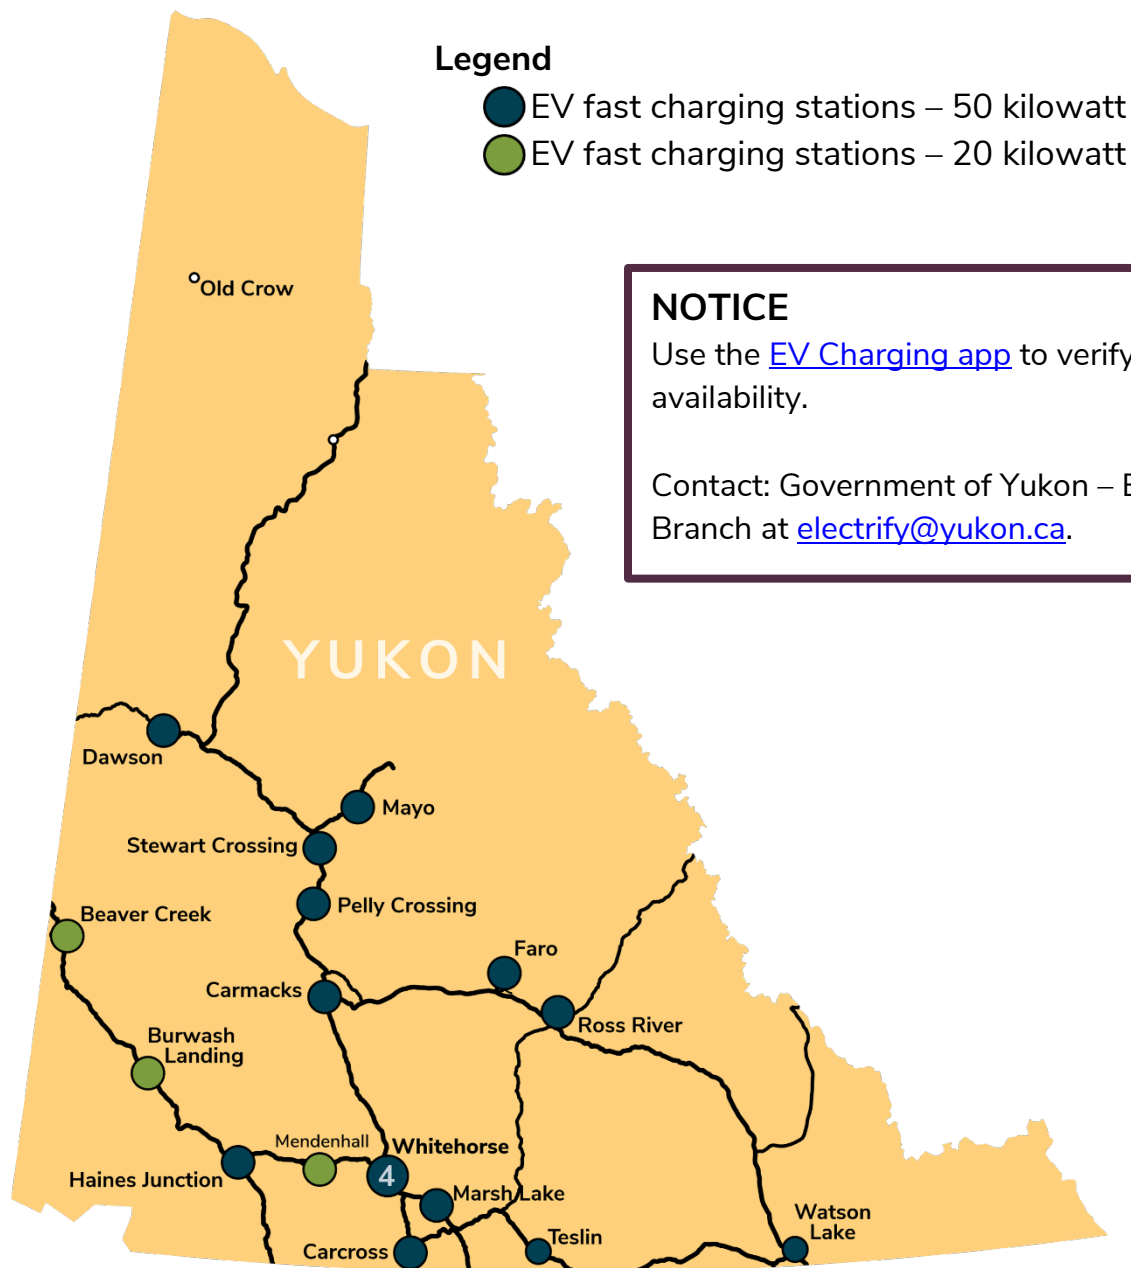 Legend
EV fast charging stations – 50 kilowatt
EV fast charging stations – 20 kilowatt
Old Crow
NOTICE
Use the EV Charging app to verify
availability.
Contact: Government of Yukon – E
Branch at electrify@yukon.ca.
YUKON
Dawson
Mayo
Stewart Crossing
Pelly Crossing
Beaver Creek
Faro
Carmacks
Ross River
Burwash
Landing
Mendenhall
Whitehorse
4
Haines Junction
Marsh Lake
Watson
Lake
Teslin
Carcross